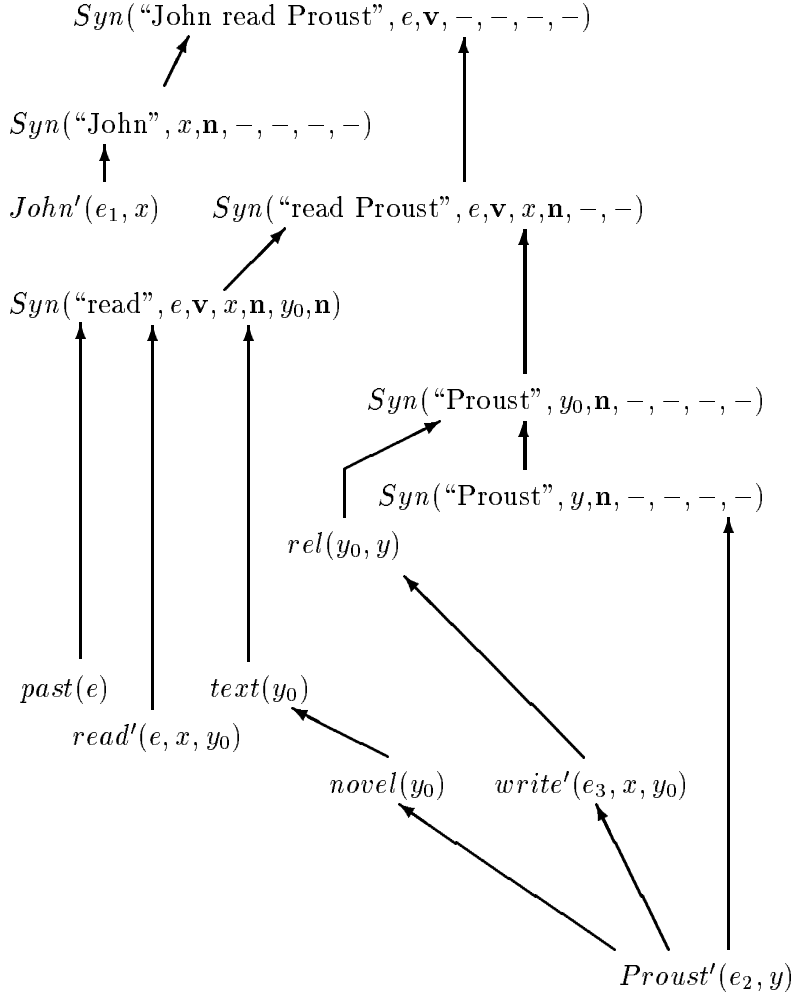 Syn(“John read Proust”, e,v, –, –, –, –)
Syn(“John”, x,n, –, –, –, –)
John′(e₁, x) Syn(“read Proust”, e,v, x,n, –, –)
Syn(“read”, e,v, x,n, y₀,n)
Syn(“Proust”, y₀,n, –, –, –, –)
Syn(“Proust”, y,n, –, –, –, –)
rel(y₀, y)
past(e) text(y₀)
read′(e, x, y₀)
novel(y₀) write′(e₃, x, y₀)
Proust′(e₂, y)